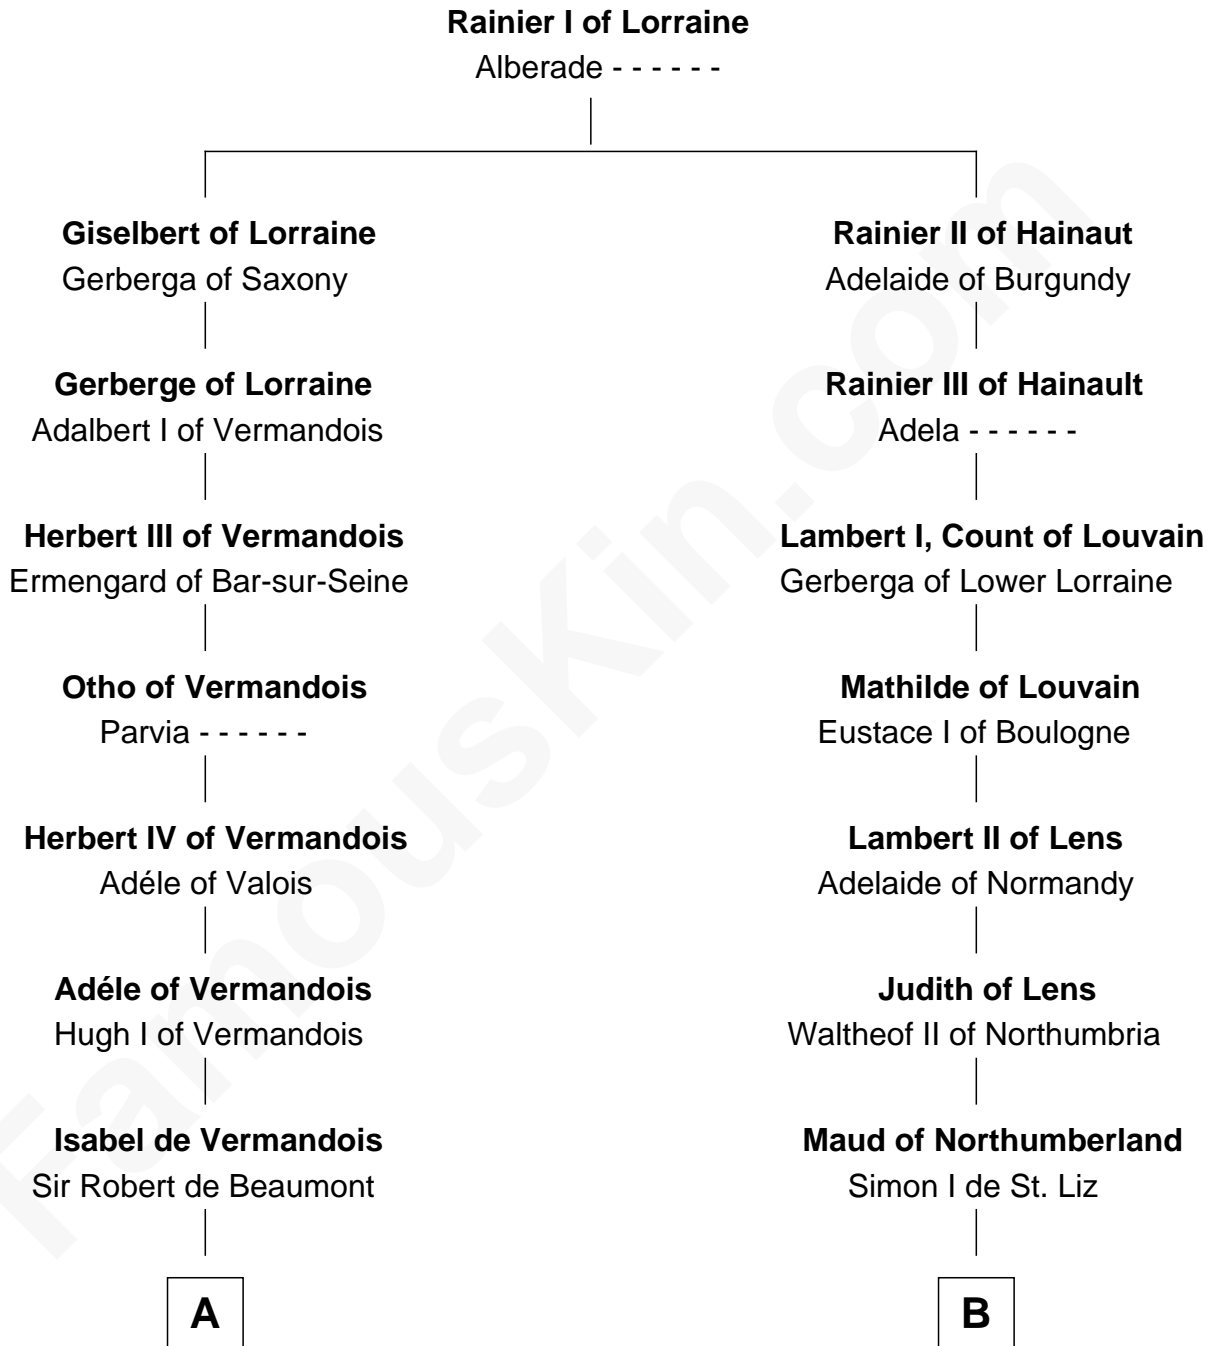 Rainier I of Lorraine
Alberade - - - - - -
Giselbert of Lorraine
Gerberga of Saxony
Rainier II of Hainaut
Adelaide of Burgundy
Gerberge of Lorraine
Adalbert I of Vermandois
Rainier III of Hainault
Adela - - - - - -
Herbert III of Vermandois
Ermengard of Bar-sur-Seine
Lambert I, Count of Louvain
Gerberga of Lower Lorraine
Otho of Vermandois
Parvia - - - - - -
Mathilde of Louvain
Eustace I of Boulogne
Herbert IV of Vermandois
Adéle of Valois
Lambert II of Lens
Adelaide of Normandy
Adéle of Vermandois
Hugh I of Vermandois
Judith of Lens
Waltheof II of Northumbria
Isabel de Vermandois
Sir Robert de Beaumont
Maud of Northumberland
Simon I de St. Liz
A
B
FamousKin.com